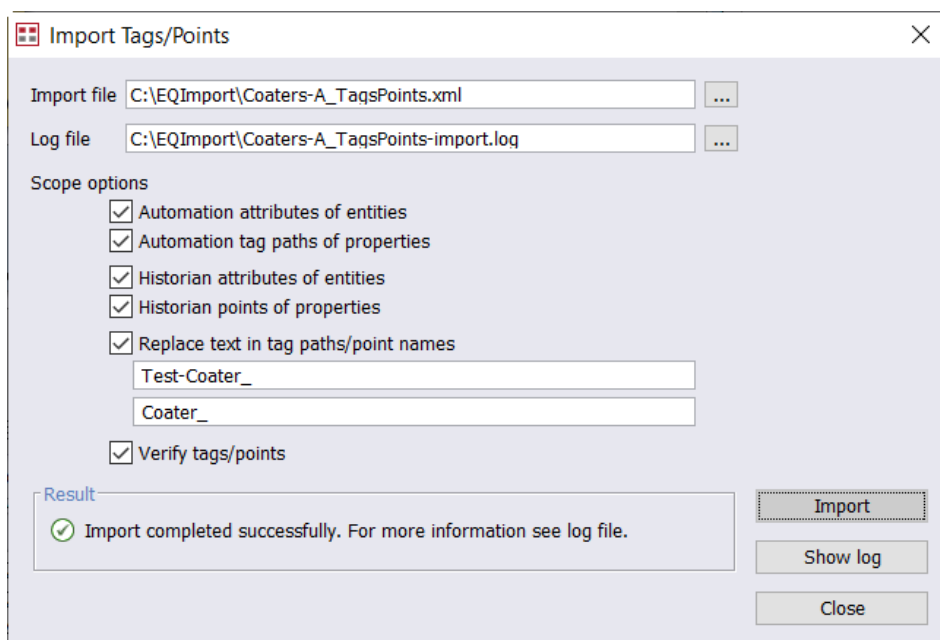 Import Tags/Points
Import file C:\EQImport\Coaters-A_TagsPoints.xml ...
Log file C:\EQImport\Coaters-A_TagsPoints-import.log ...
Scope options
Automation attributes of entities
Automation tag paths of properties
Historian attributes of entities
Historian points of properties
Replace text in tag paths/point names
Test-Coater_
Coater_
Verify tags/points
Result
Import completed successfully. For more information see log file.
Import
Show log
Close